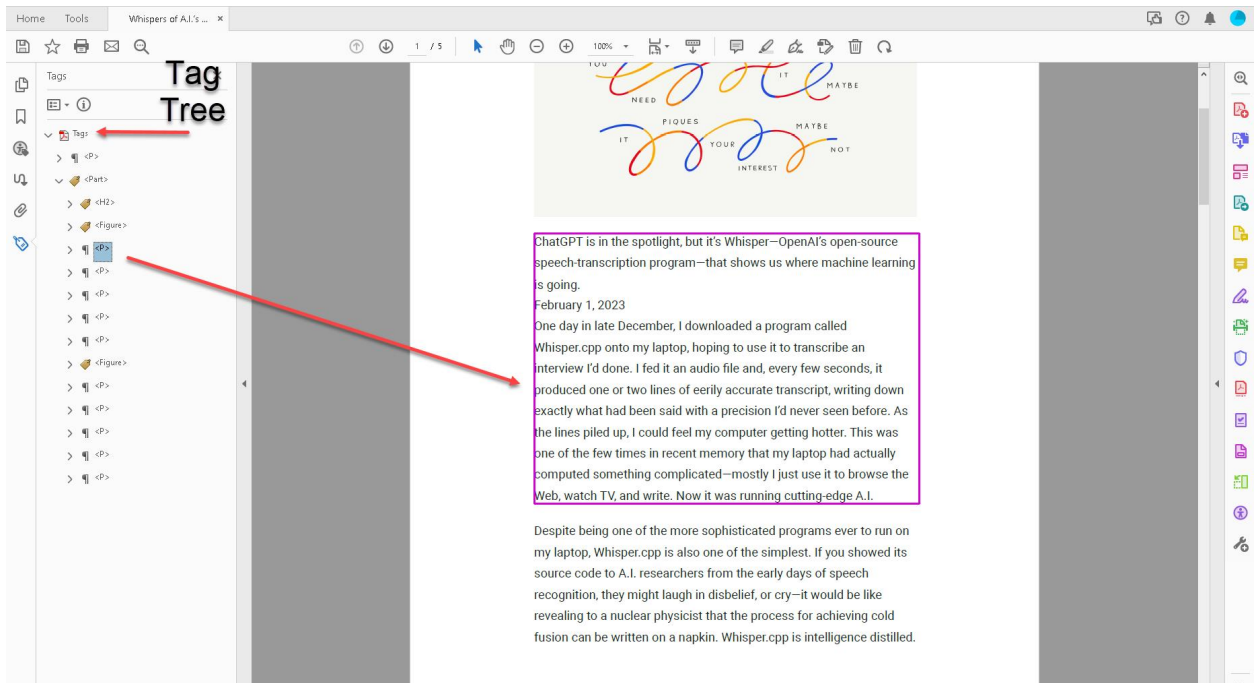 Home Tools Whispers of A.I.'s ... ×
1 / 5 100%
Tags
Tag
Tree
Tags
<P>
<Part>
<H2>
<Figure>
<P>
<P>
<P>
<P>
<P>
<Figure>
<P>
<P>
<P>
<P>
<P>
YOU
IT
MAYBE
NEED
PIQUES
MAYBE
IT
YOUR
NOT
INTEREST
ChatGPT is in the spotlight, but it's Whisper—OpenAI's open-source
speech-transcription program—that shows us where machine learning
is going.
February 1, 2023
One day in late December, I downloaded a program called
Whisper.cpp onto my laptop, hoping to use it to transcribe an
interview I'd done. I fed it an audio file and, every few seconds, it
produced one or two lines of eerily accurate transcript, writing down
exactly what had been said with a precision I'd never seen before. As
the lines piled up, I could feel my computer getting hotter. This was
one of the few times in recent memory that my laptop had actually
computed something complicated—mostly I just use it to browse the
Web, watch TV, and write. Now it was running cutting-edge A.I.
Despite being one of the more sophisticated programs ever to run on
my laptop, Whisper.cpp is also one of the simplest. If you showed its
source code to A.I. researchers from the early days of speech
recognition, they might laugh in disbelief, or cry—it would be like
revealing to a nuclear physicist that the process for achieving cold
fusion can be written on a napkin. Whisper.cpp is intelligence distilled.